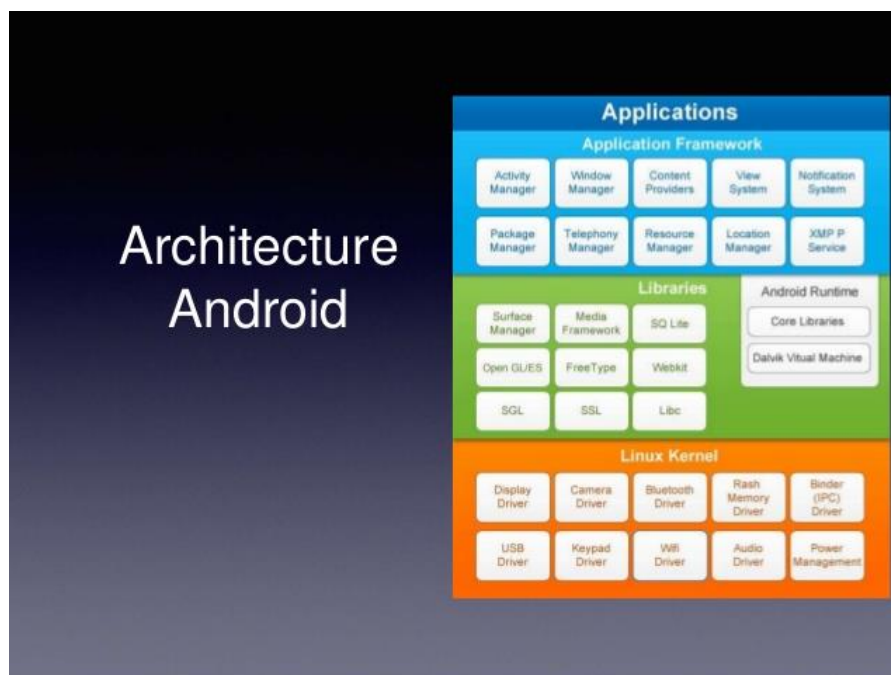 Architecture
Android
Applications
Application Framework
Activity
Manager
Window
Manager
Content
Providers
View
System
Notification
System
Package
Manager
Telephony
Manager
Resource
Manager
Location
Manager
XMP P
Service
Libraries
Surface
Manager
Media
Framework
SQ Lite
Open GL/ES
FreeType
Webkit
SGL
SSL
Libc
Android Runtime
Core Libraries
Dalvik Vitual Machine
Linux Kernel
Display
Driver
Camera
Driver
Bluetooth
Driver
Rash
Memory
Driver
Binder
(IPC)
Driver
USB
Driver
Keypad
Driver
Wifi
Driver
Audio
Driver
Power
Management